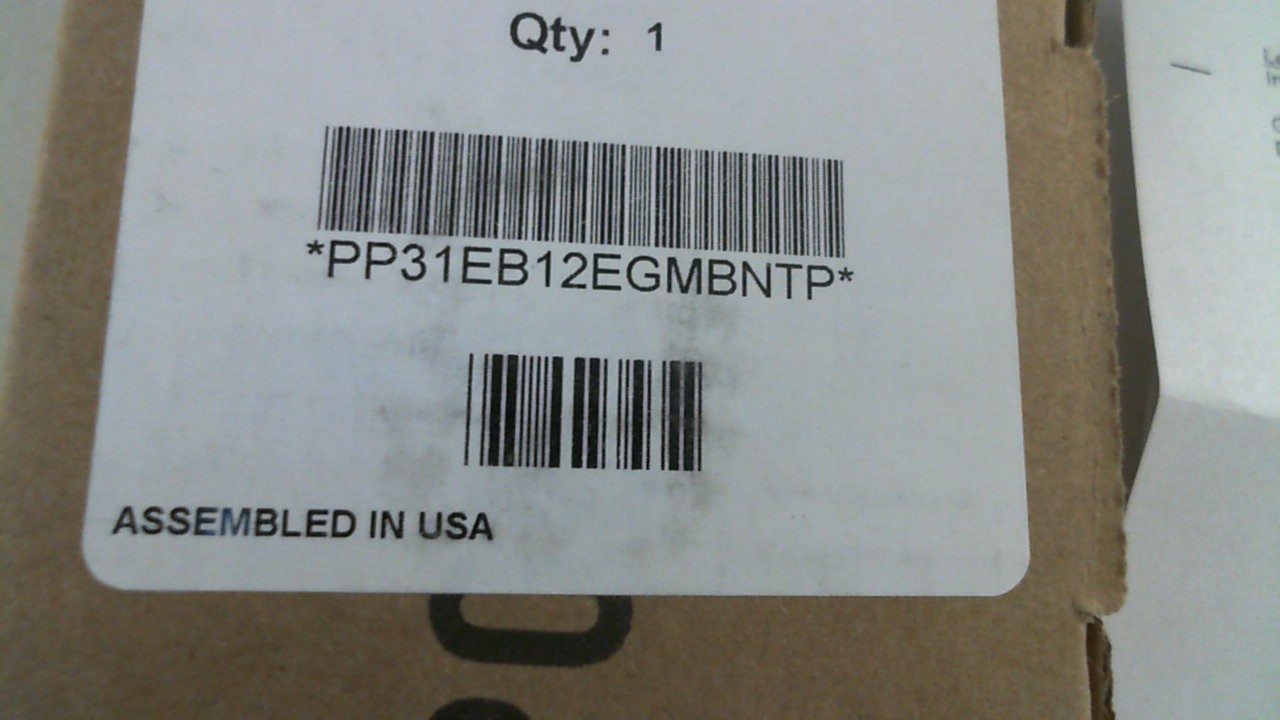 Qty: 1
*PP31EB12EGMBNTP*
ASSEMBLED IN USA